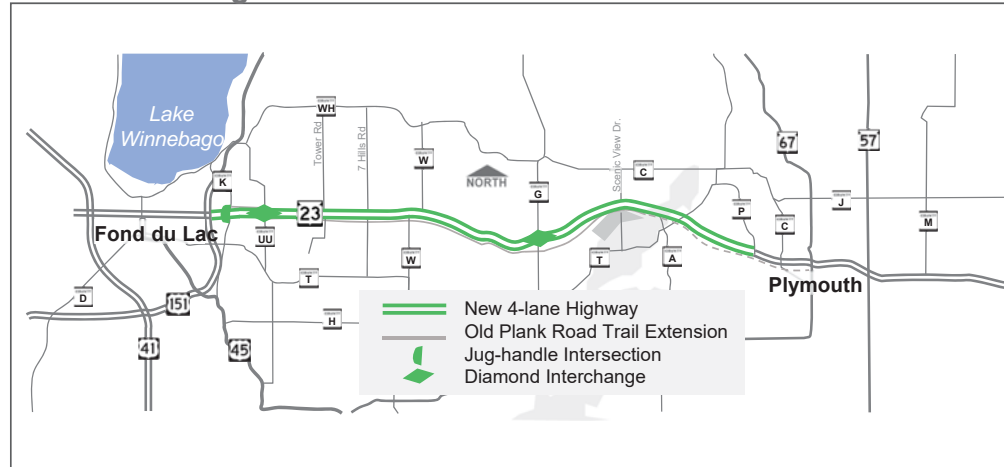 Lake
Winnebago
WH
Tower Rd
7 Hills Rd
W
NORTH
Scenic View Dr.
67
57
K
C
G
P
J
C
M
23
Fond du Lac
UU
W
T
T
A
D
151
H
Plymouth
41
45
New 4-lane Highway
Old Plank Road Trail Extension
Jug-handle Intersection
Diamond Interchange